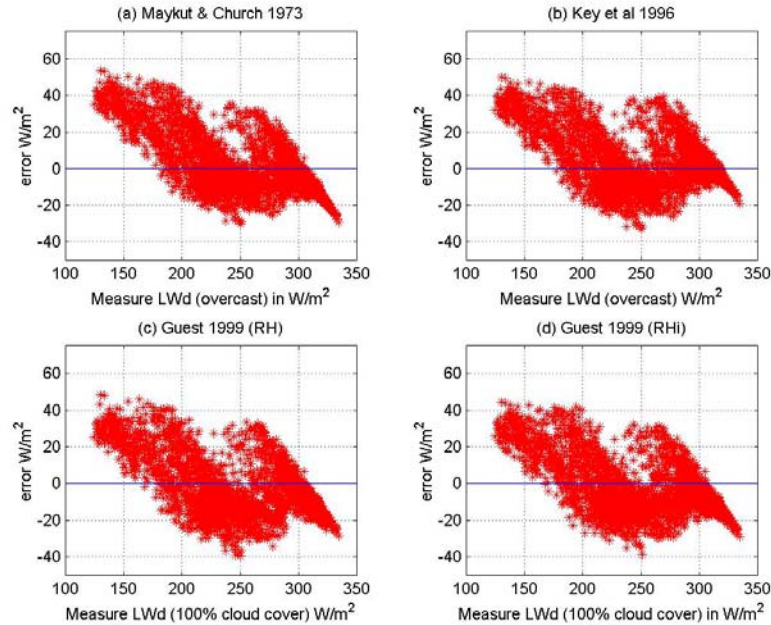 (a) Maykut & Church 1973
60
40
20
0
-20
-40
error W/m²
100 150 200 250 300 350
Measure LWd (overcast) in W/m²
(b) Key et al 1996
60
40
20
0
-20
-40
error W/m²
100 150 200 250 300 350
Measure LWd (overcast) W/m²
(c) Guest 1999 (RH)
60
40
20
0
-20
-40
error W/m²
100 150 200 250 300 350
Measure LWd (100% cloud cover) W/m²
(d) Guest 1999 (RHi)
60
40
20
0
-20
-40
error W/m²
100 150 200 250 300 350
Measure LWd (100% cloud cover) in W/m²